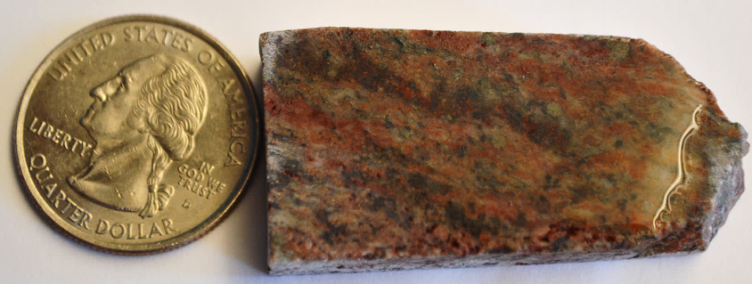 UNITED STATES OF AMERICA
LIBERTY
IN
GOD WE
TRUST
QUARTER DOLLAR